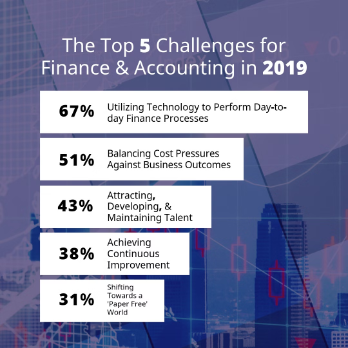 The Top 5 Challenges for
Finance & Accounting in 2019
67%
Utilizing Technology to Perform Day-to-
day Finance Processes
51%
Balancing Cost Pressures
Against Business Outcomes
43%
Attracting,
Developing, &
Maintaining Talent
38%
Achieving
Continuous
Improvement
31%
Shifting
Towards a
'Paper Free'
World